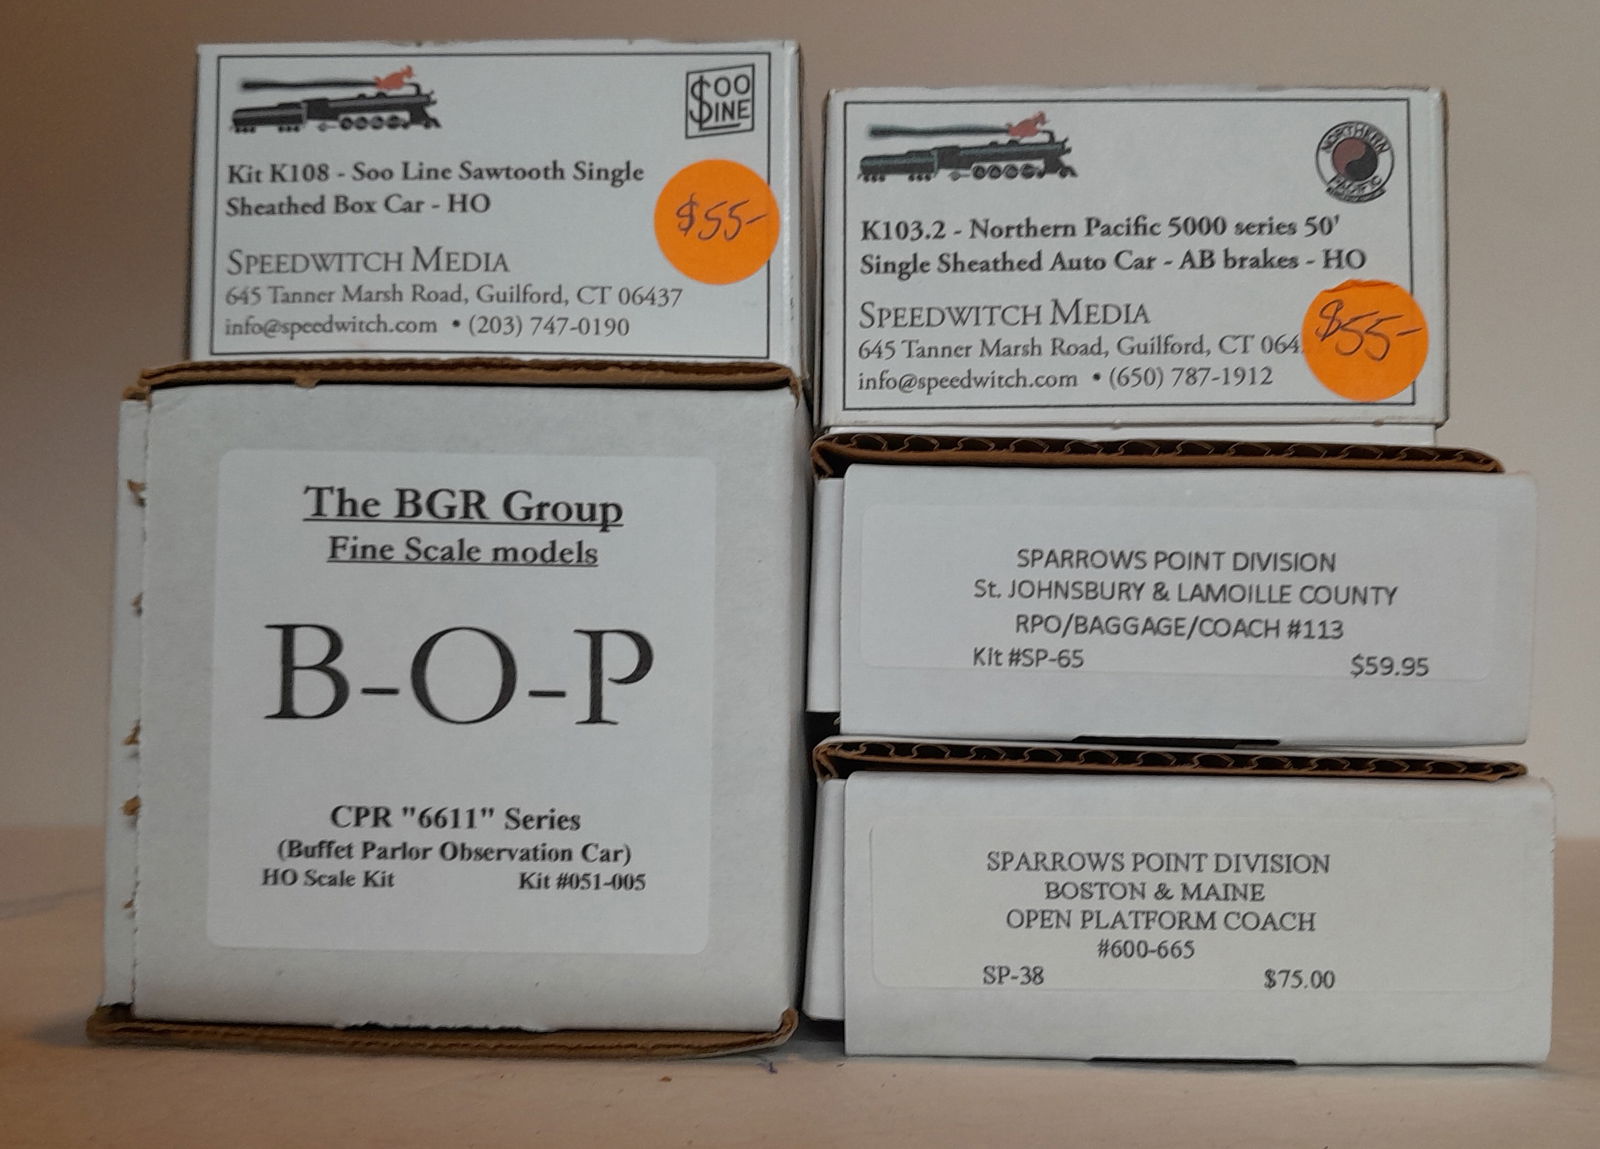 $OO
LINE
Kit K108 - Soo Line Sawtooth Single
Sheathed Box Car - HO
$55-
SPEEDWITCH MEDIA
645 Tanner Marsh Road, Guilford, CT 06437
info@speedwitch.com • (203) 747-0190
NORTHERN
PACIFIC
K103.2 - Northern Pacific 5000 series 50'
Single Sheathed Auto Car - AB brakes - HO
SPEEDWITCH MEDIA
645 Tanner Marsh Road, Guilford, CT 064
$55-
info@speedwitch.com • (650) 787-1912
The BGR Group
Fine Scale models
B-O-P
CPR "6611" Series
(Buffet Parlor Observation Car)
HO Scale Kit Kit #051-005
SPARROWS POINT DIVISION
St. JOHNSBURY & LAMOILLE COUNTY
RPO/BAGGAGE/COACH #113
Kit #SP-65 $59.95
SPARROWS POINT DIVISION
BOSTON & MAINE
OPEN PLATFORM COACH
#600-665
SP-38 $75.00